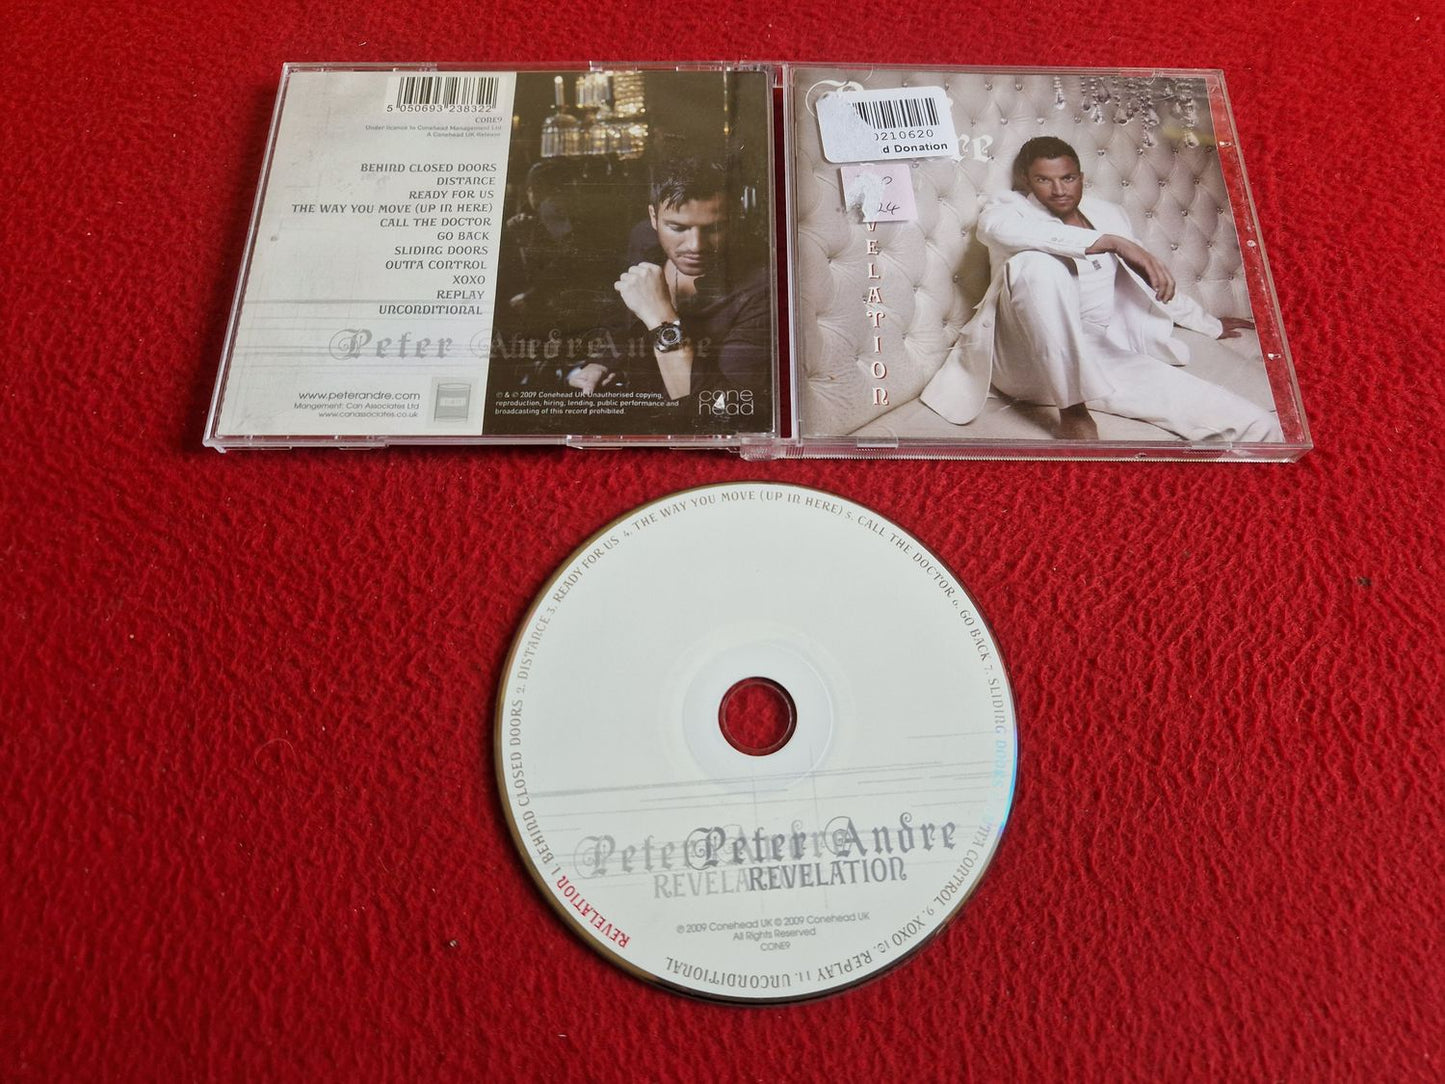 5 050693 238322
CONE9
Under licence to Conehead Management Ltd
A Conehead UK Release
BEHIND CLOSED DOORS
DISTANCE
READY FOR US
THE WAY YOU MOVE (UP IN HERE)
CALL THE DOCTOR
GO BACK
SLIDING DOORS
OUTTA CONTROL
XOXO
REPLAY
UNCONDITIONAL
Peter Andre Andre
www.peterandre.com
Mangement: Can Associates Ltd
www.canassociates.co.uk
℗ & © 2009 Conehead UK Unauthorised copying,
reproduction, hiring, lending, public performance and
broadcasting of this record prohibited.
cone
head
0210620
d Donation
24
VELATION
REVELATION 1. BEHIND CLOSED DOORS 2. DISTANCE 3. READY FOR US 4. THE WAY YOU MOVE (UP IN HERE) 5. CALL THE DOCTOR 6. GO BACK 7. SLIDING DOORS OUTTA CONTROL 9. XOXO 10. REPLAY 11. UNCONDITIONAL
Peter Peter Andre
REVELATION
℗ 2009 Conehead UK © 2009 Conehead UK
All Rights Reserved
CONE9